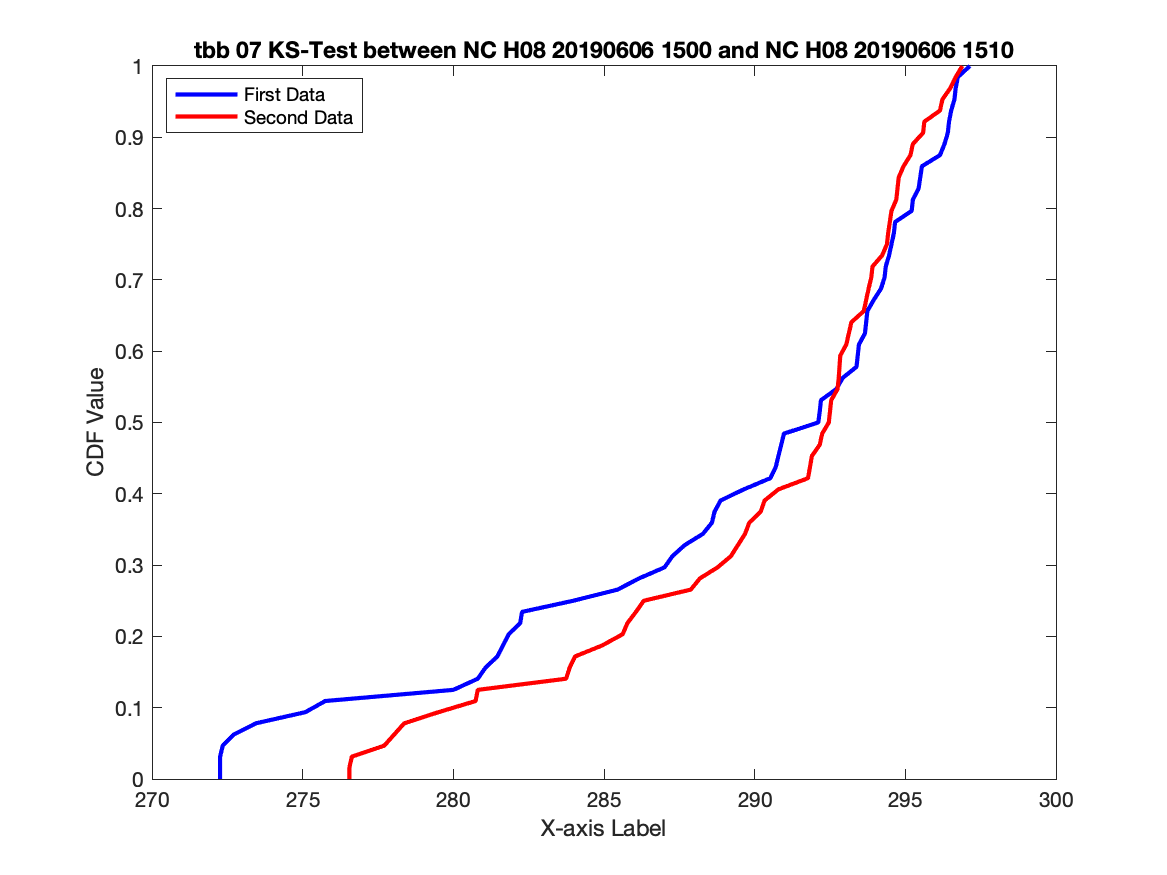 tbb 07 KS-Test between NC H08 20190606 1500 and NC H08 20190606 1510
First Data
Second Data
1
0.9
0.8
0.7
0.6
0.5
0.4
0.3
0.2
0.1
0
CDF Value
270 275 280 285 290 295 300
X-axis Label